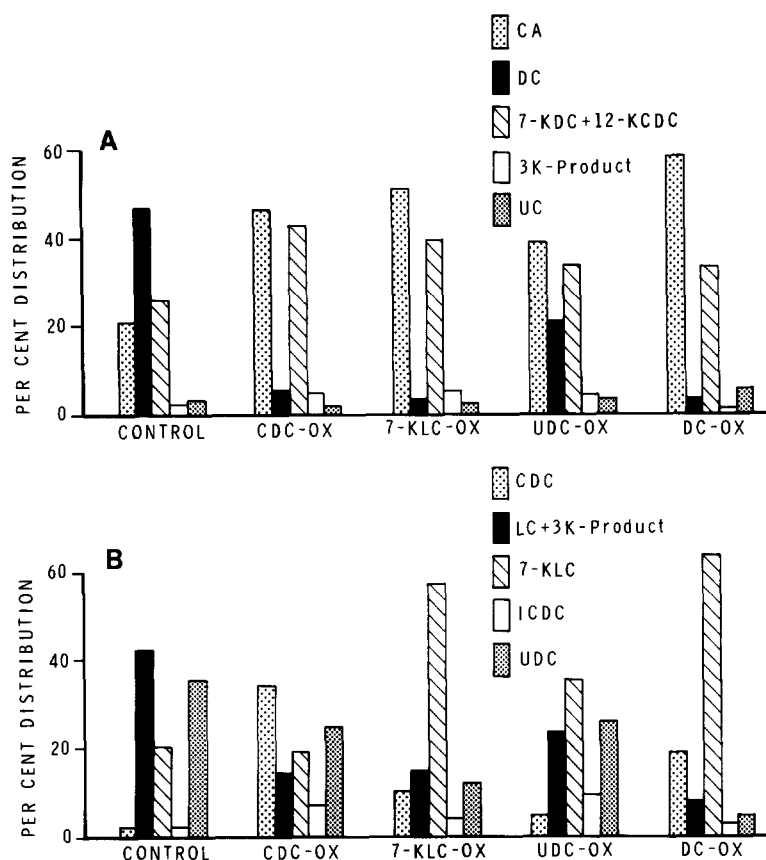 CA
DC
7-KDC+12-KCDC
3K-Product
UC
A
PER CENT DISTRIBUTION
60
40
20
0
CONTROL CDC-OX 7-KLC-OX UDC-OX DC-OX
CDC
LC+3K-Product
7-KLC
ICDC
UDC
B
PER CENT DISTRIBUTION
60
40
20
0
CONTROL CDC-OX 7-KLC-OX UDC-OX DC-OX